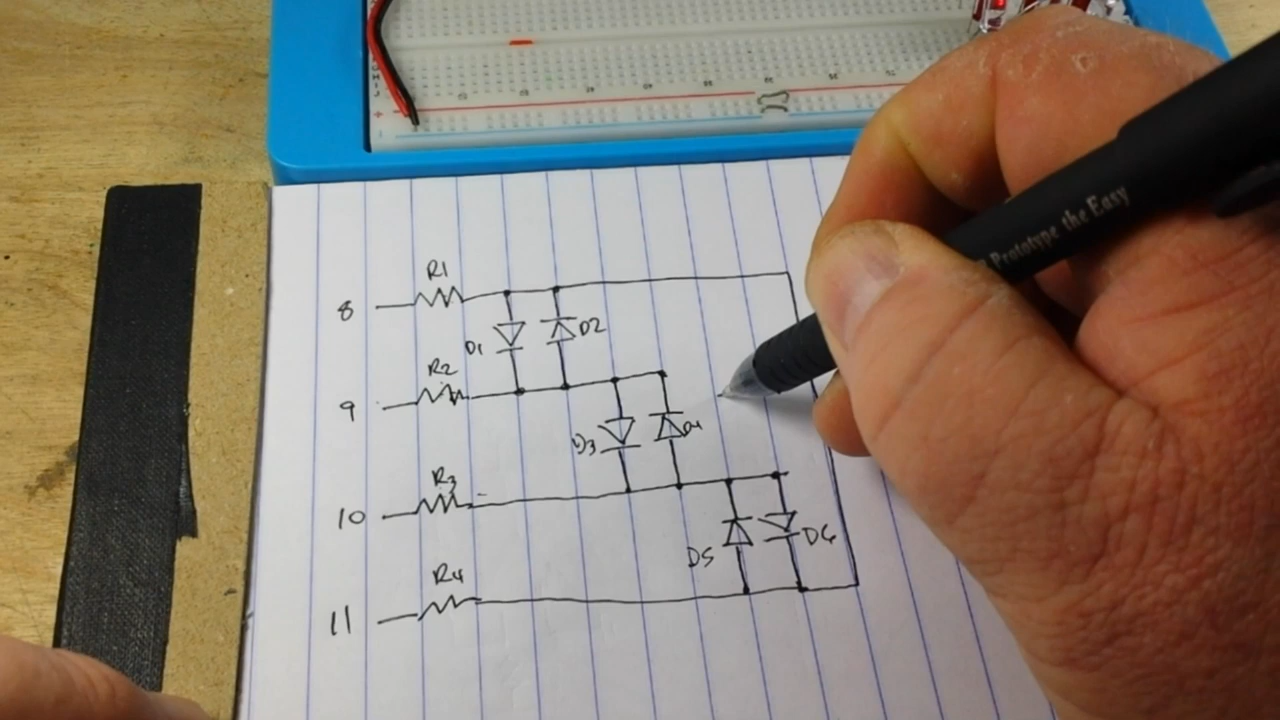 R1
8
D1
D2
R2
9
D3
D4
R3
10
D5
D6
R4
11
Prototype the Easy